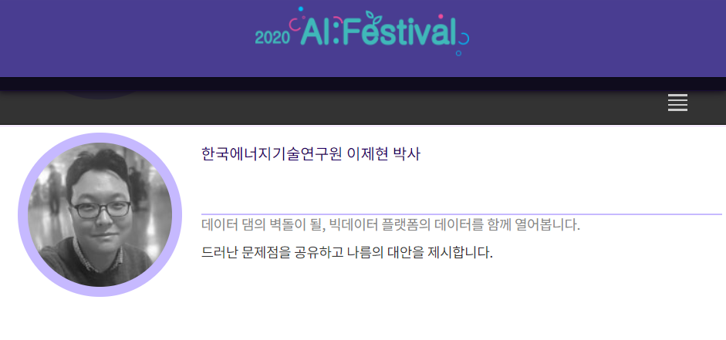 2020 AI:Festival
한국에너지기술연구원 이제현 박사
데이터 댐의 벽돌이 될, 빅데이터 플랫폼의 데이터를 함께 열어봅니다.
드러난 문제점을 공유하고 나름의 대안을 제시합니다.